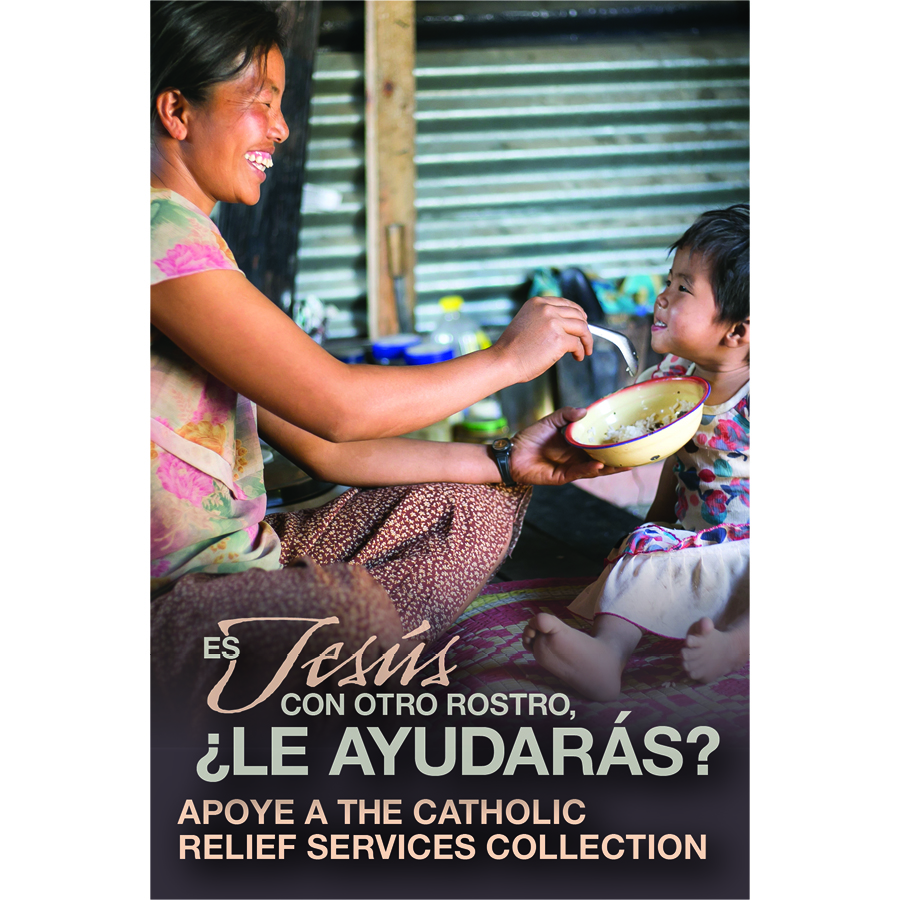 ES Jesús
CON OTRO ROSTRO,
¿LE AYUDARÁS?
APOYE A THE CATHOLIC
RELIEF SERVICES COLLECTION